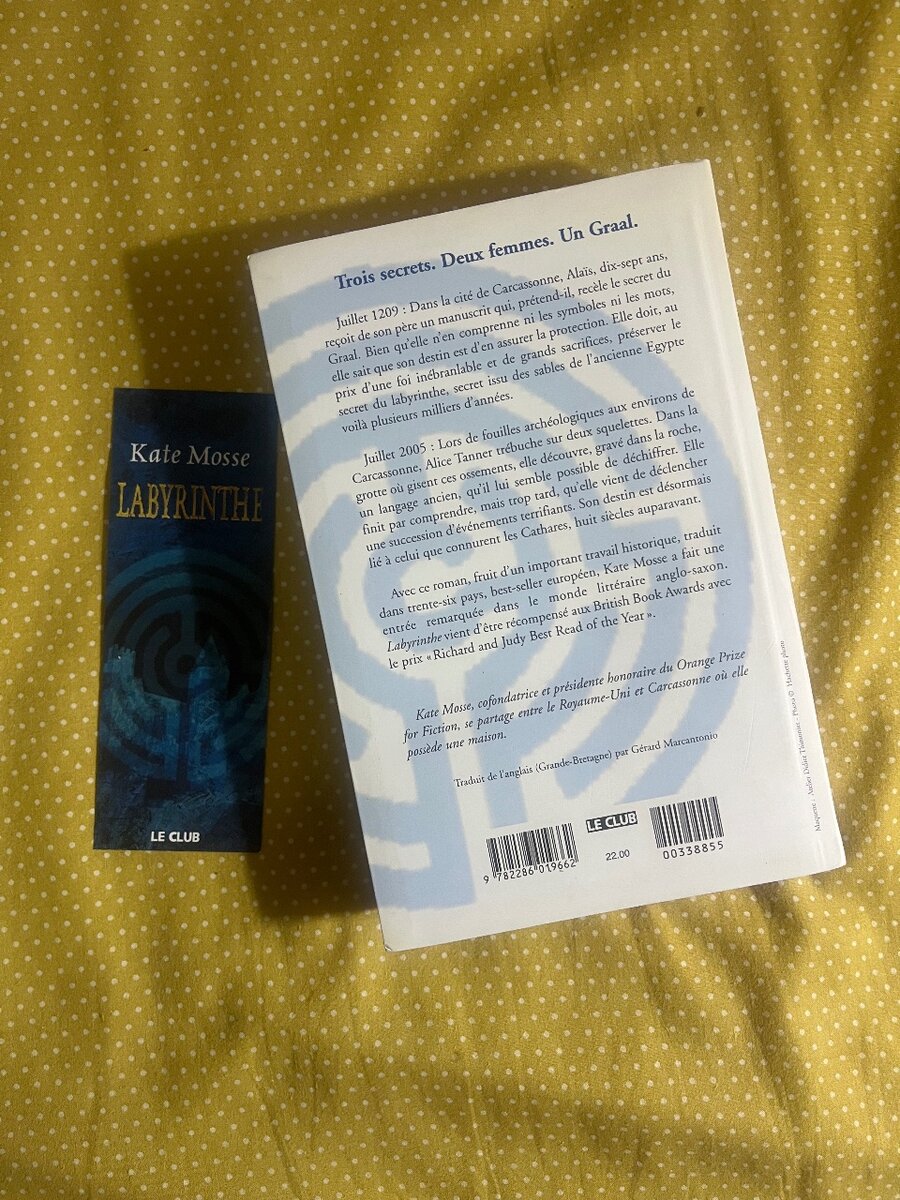 Kate Mosse
LABYRINTHE
LE CLUB
Trois secrets. Deux femmes. Un Graal.
Juillet 1209 : Dans la cité de Carcassonne, Alaïs, dix-sept ans,
reçoit de son père un manuscrit qui, prétend-il, recèle le secret du
Graal. Bien qu'elle n'en comprenne ni les symboles ni les mots,
elle sait que son destin est d'en assurer la protection. Elle doit, au
prix d'une foi inébranlable et de grands sacrifices, préserver le
secret du labyrinthe, secret issu des sables de l'ancienne Egypte
voilà plusieurs milliers d'années.
Juillet 2005 : Lors de fouilles archéologiques aux environs de
Carcassonne, Alice Tanner trébuche sur deux squelettes. Dans la
grotte où gisent ces ossements, elle découvre, gravé dans la roche,
un langage ancien, qu'il lui semble possible de déchiffrer. Elle
finit par comprendre, mais trop tard, qu'elle vient de déclencher
une succession d'événements terrifiants. Son destin est désormais
lié à celui que connurent les Cathares, huit siècles auparavant.
Avec ce roman, fruit d'un important travail historique, traduit
dans trente-six pays, best-seller européen, Kate Mosse a fait une
entrée remarquée dans le monde littéraire anglo-saxon.
Labyrinthe vient d'être récompensé aux British Book Awards avec
le prix « Richard and Judy Best Read of the Year ».
Kate Mosse, cofondatrice et présidente honoraire du Orange Prize
for Fiction, se partage entre le Royaume-Uni et Carcassonne où elle
possède une maison.
Traduit de l'anglais (Grande-Bretagne) par Gérard Marcantonio
LE CLUB
9 782286 019662
22.00
00338855
Maquette : Atelier Didier Thimonier - Photo © Hachette photo